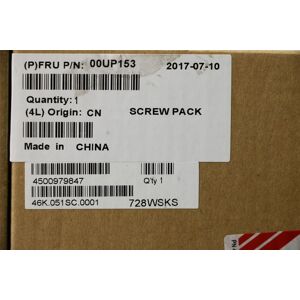 (P)FRU P/N: 00UP153 2017-07-10
Quantity:1
(4L) Origin: CN SCREW PACK
Made in CHINA
4500979847 Q'ty 1
46K.051SC.0001 728WSKS